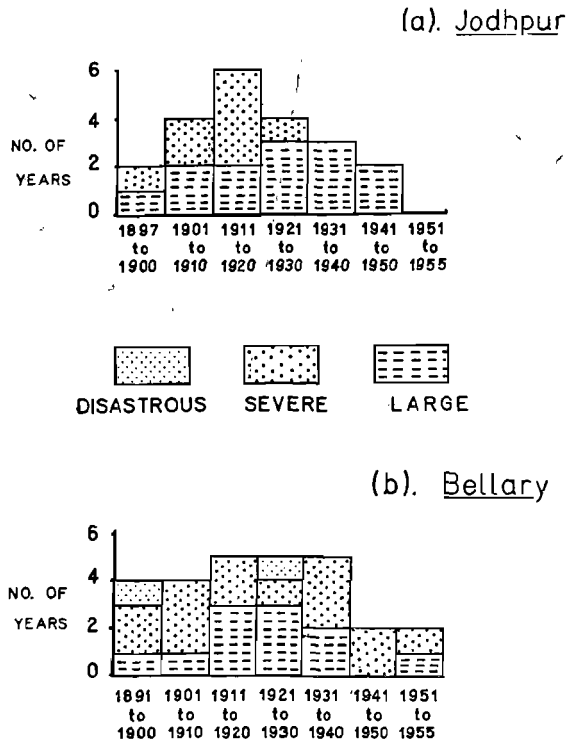 (a). Jodhpur
6
4
NO. OF
2
YEARS
0
1897 1901 1911 1921 1931 1941 1951
to to to to to to to
1900 1910 1920 1930 1940 1950 1955
DISASTROUS SEVERE LARGE
(b). Bellary
6
4
NO. OF
YEARS
2
0
1891 1901 1911 1921 1931 1941 1951
to to to to to to to
1900 1910 1920 1930 1940 1950 1955